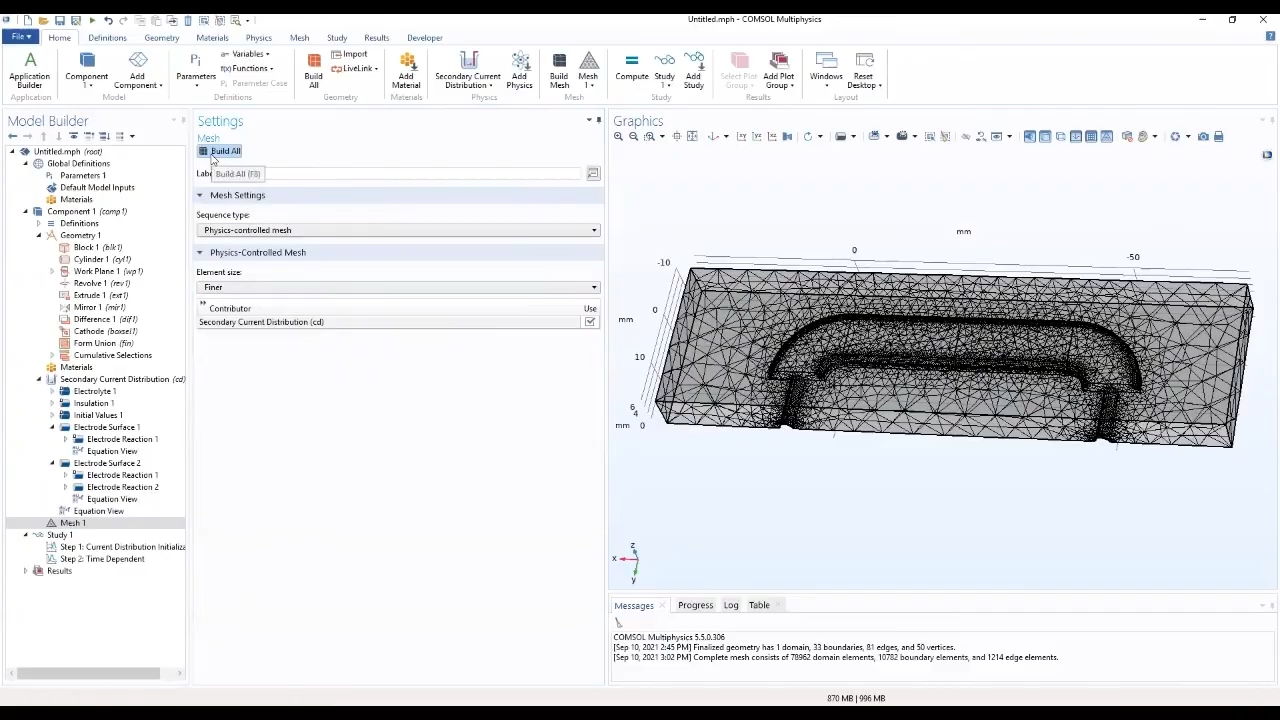 Untitled.mph - COMSOL Multiphysics
File
Home
Definitions
Geometry
Materials
Physics
Mesh
Study
Results
Developer
Application Builder
Application
Component 1
Add Component
Model
Parameters 1
Variables
Functions
Parameter Case
Definitions
Build All
Import
LiveLink
Geometry
Add Material
Materials
Secondary Current Distribution
Add Physics
Physics
Build Mesh
Mesh 1
Mesh
Compute
Study 1
Add Study
Study
Select Plot Group
Add Plot Group
Results
Windows
Reset Desktop
Layout
Model Builder
Untitled.mph (root)
Global Definitions
Parameters 1
Default Model Inputs
Materials
Component 1 (comp1)
Definitions
Geometry 1
Block 1 (blk1)
Cylinder 1 (cyl1)
Work Plane 1 (wp1)
Revolve 1 (rev1)
Extrude 1 (ext1)
Mirror 1 (mir1)
Difference 1 (dif1)
Cathode (boxsel1)
Form Union (fin)
Cumulative Selections
Materials
Secondary Current Distribution (cd)
Electrolyte 1
Insulation 1
Initial Values 1
Electrode Surface 1
Electrode Reaction 1
Equation View
Electrode Surface 2
Electrode Reaction 1
Electrode Reaction 2
Equation View
Equation View
Mesh 1
Study 1
Step 1: Current Distribution Initializa
Step 2: Time Dependent
Results
Settings
Mesh
Build All
Build All (F8)
Mesh Settings
Sequence type:
Physics-controlled mesh
Physics-Controlled Mesh
Element size:
Finer
Contributor Use
Secondary Current Distribution (cd)
Graphics
mm
0
-50
-10
0
mm
10
6
4
mm 0
z
x
y
Messages
Progress
Log
Table
COMSOL Multiphysics 5.5.0.306
[Sep 10, 2021 2:45 PM] Finalized geometry has 1 domain, 33 boundaries, 81 edges, and 50 vertices.
[Sep 10, 2021 3:02 PM] Complete mesh consists of 78962 domain elements, 10782 boundary elements, and 1214 edge elements.
870 MB | 996 MB